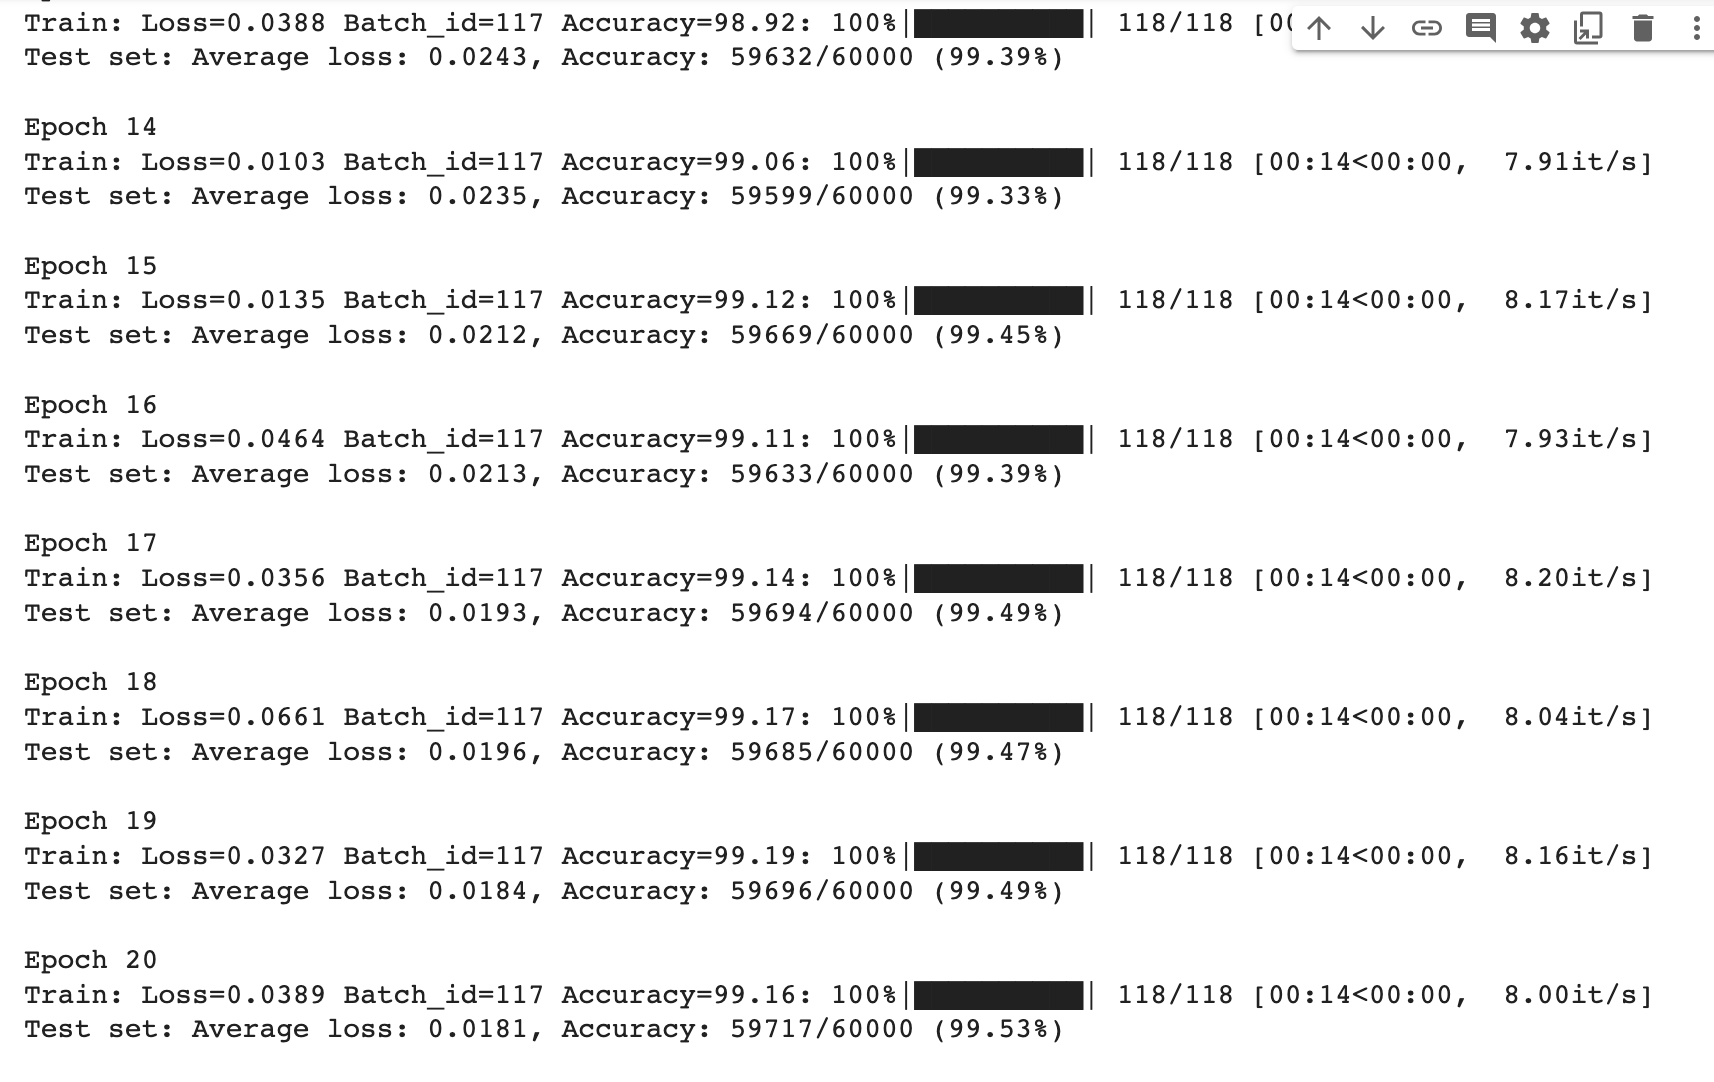 Train: Loss=0.0388 Batch_id=117 Accuracy=98.92: 100%|██████████| 118/118 [00
Test set: Average loss: 0.0243, Accuracy: 59632/60000 (99.39%)
Epoch 14
Train: Loss=0.0103 Batch_id=117 Accuracy=99.06: 100%|██████████| 118/118 [00:14<00:00,  7.91it/s]
Test set: Average loss: 0.0235, Accuracy: 59599/60000 (99.33%)
Epoch 15
Train: Loss=0.0135 Batch_id=117 Accuracy=99.12: 100%|██████████| 118/118 [00:14<00:00,  8.17it/s]
Test set: Average loss: 0.0212, Accuracy: 59669/60000 (99.45%)
Epoch 16
Train: Loss=0.0464 Batch_id=117 Accuracy=99.11: 100%|██████████| 118/118 [00:14<00:00,  7.93it/s]
Test set: Average loss: 0.0213, Accuracy: 59633/60000 (99.39%)
Epoch 17
Train: Loss=0.0356 Batch_id=117 Accuracy=99.14: 100%|██████████| 118/118 [00:14<00:00,  8.20it/s]
Test set: Average loss: 0.0193, Accuracy: 59694/60000 (99.49%)
Epoch 18
Train: Loss=0.0661 Batch_id=117 Accuracy=99.17: 100%|██████████| 118/118 [00:14<00:00,  8.04it/s]
Test set: Average loss: 0.0196, Accuracy: 59685/60000 (99.47%)
Epoch 19
Train: Loss=0.0327 Batch_id=117 Accuracy=99.19: 100%|██████████| 118/118 [00:14<00:00,  8.16it/s]
Test set: Average loss: 0.0184, Accuracy: 59696/60000 (99.49%)
Epoch 20
Train: Loss=0.0389 Batch_id=117 Accuracy=99.16: 100%|██████████| 118/118 [00:14<00:00,  8.00it/s]
Test set: Average loss: 0.0181, Accuracy: 59717/60000 (99.53%)